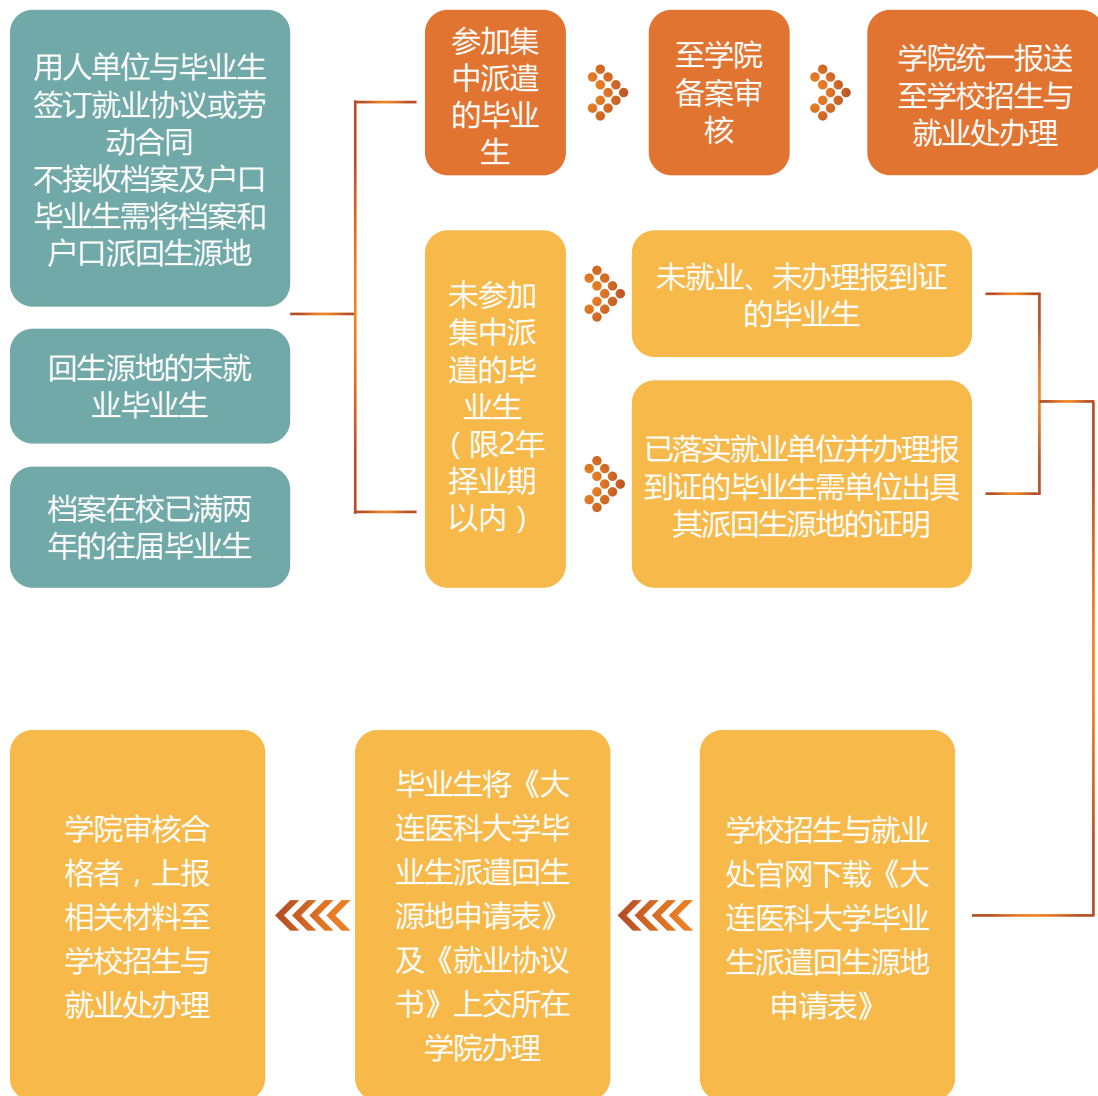 用人单位与毕业生
签订就业协议或劳
动合同
不接收档案及户口
毕业生需将档案和
户口派回生源地
回生源地的未就
业毕业生
档案在校已满两
年的往届毕业生
参加集
中派遣
的毕业
生
至学院
备案审
核
学院统一报送
至学校招生与
就业处办理
未参加
集中派
遣的毕
业生
（限2年
择业期
以内）
未就业、未办理报到证
的毕业生
已落实就业单位并办理报
到证的毕业生需单位出具
其派回生源地的证明
学校招生与就业
处官网下载《大
连医科大学毕业
生派遣回生源地
申请表》
毕业生将《大
连医科大学毕
业生派遣回生
源地申请表》
及《就业协议
书》上交所在
学院办理
学院审核合
格者，上报
相关材料至
学校招生与
就业处办理